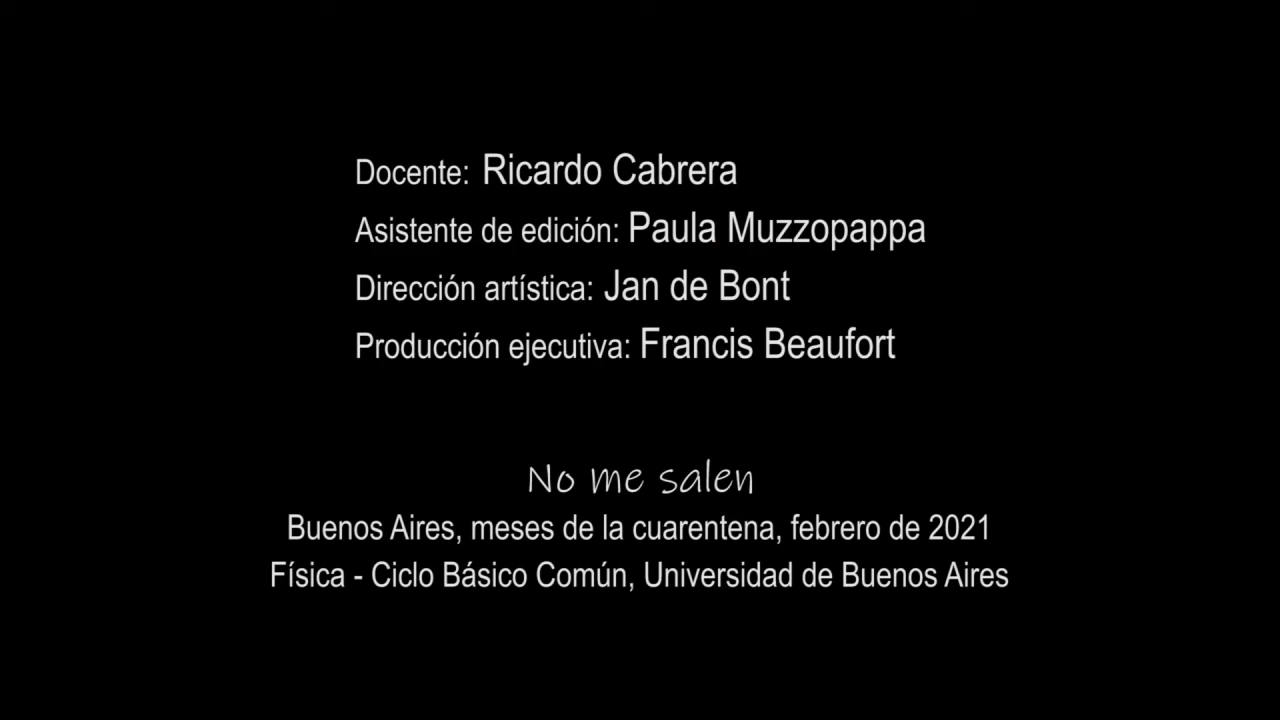 Docente: Ricardo Cabrera
Asistente de edición: Paula Muzzopappa
Dirección artística: Jan de Bont
Producción ejecutiva: Francis Beaufort
No me salen
Buenos Aires, meses de la cuarentena, febrero de 2021
Física - Ciclo Básico Común, Universidad de Buenos Aires